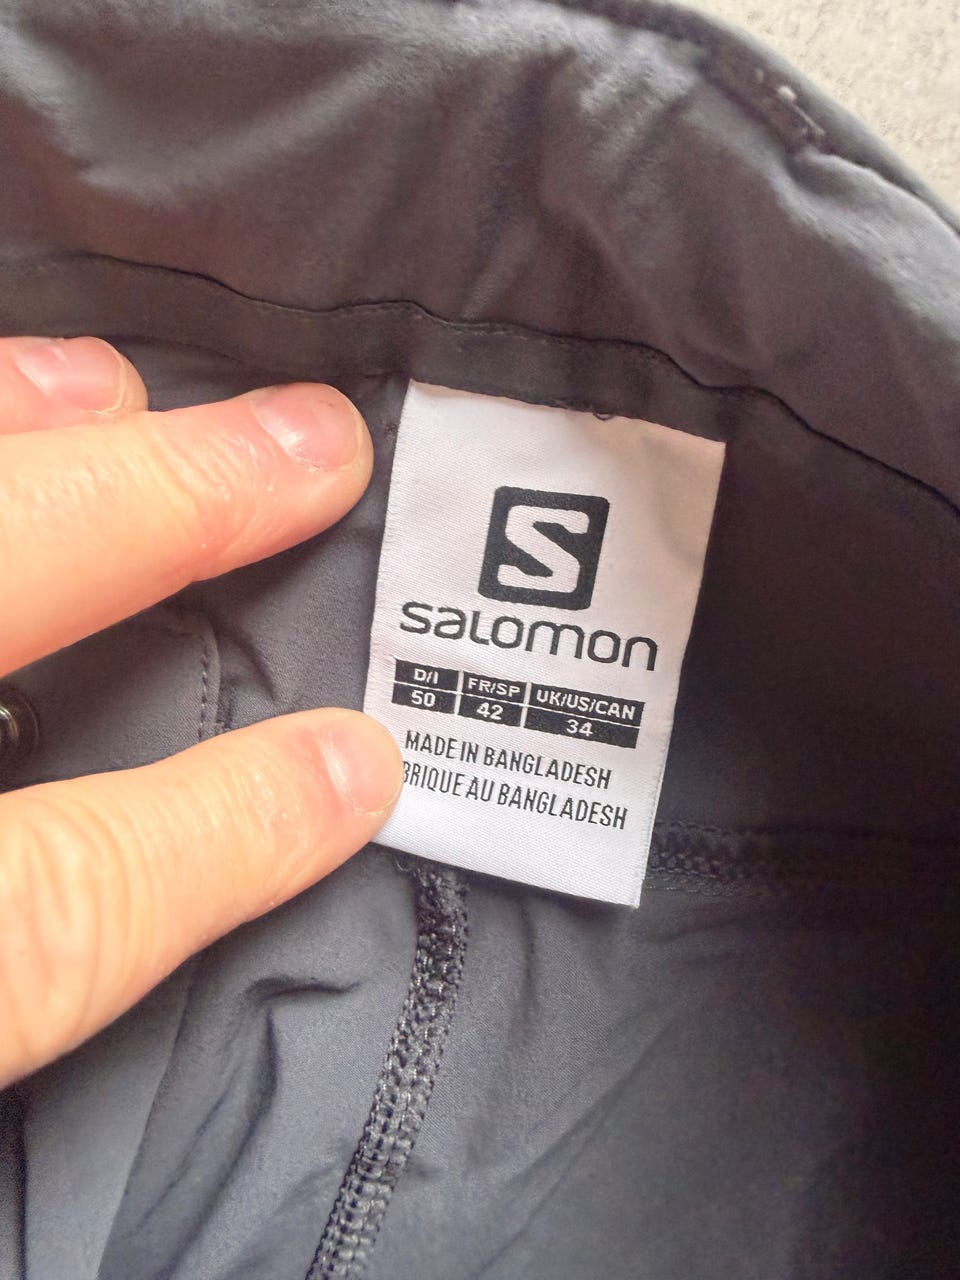 S
salomon
D/I FR/SP UK/US/CAN
50 42 34
MADE IN BANGLADESH
BRIQUE AU BANGLADESH